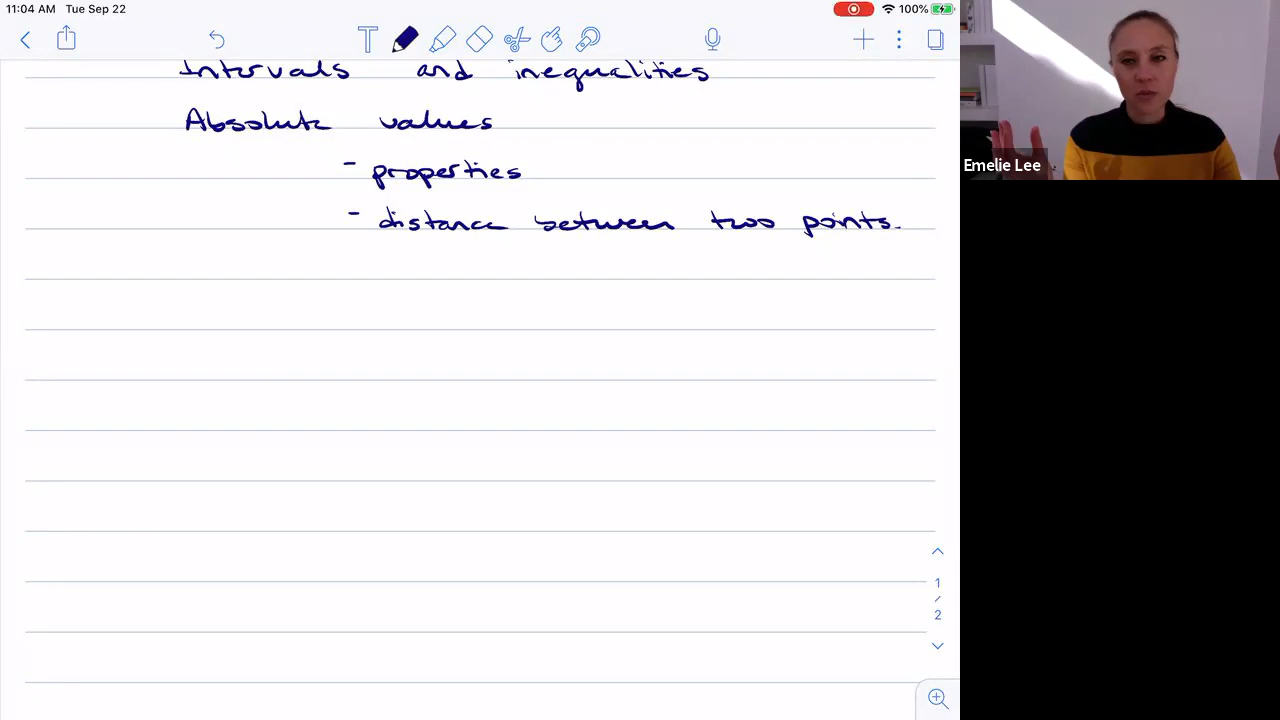 11:04 AM Tue Sep 22
100%
T
Intervals and inequalities
Absolute values
- properties
- distance between two points.
Emelie Lee
1
/
2